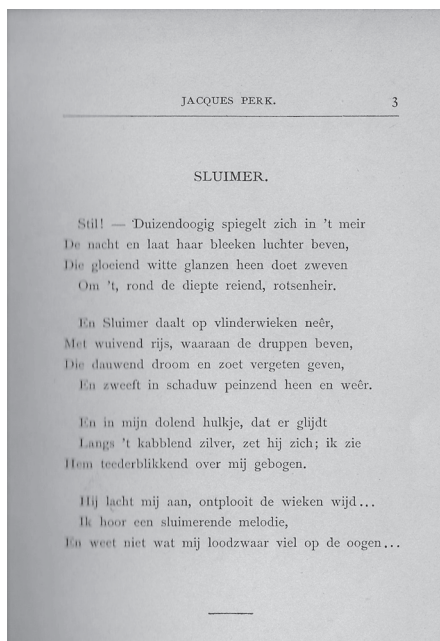 JACQUES PERK. 3
SLUIMER.
Stil! — Duizendoogig spiegelt zich in 't meir
De nacht en laat haar bleeken luchter beven,
Die gloeiend witte glanzen heen doet zweven
Om 't, rond de diepte reiend, rotsenheir.
En Sluimer daalt op vlinderwieken neêr,
Met wuivend rijs, waaraan de druppen beven,
Die dauwend droom en zoet vergeten geven,
En zweeft in schaduw peinzend heen en weêr.
En in mijn dolend hulkje, dat er glijdt
Langs 't kabblend zilver, zet hij zich; ik zie
Hem teederblikkend over mij gebogen.
Hij lacht mij aan, ontplooit de wieken wijd...
Ik hoor een sluimerende melodie,
En weet niet wat mij loodzwaar viel op de oogen...